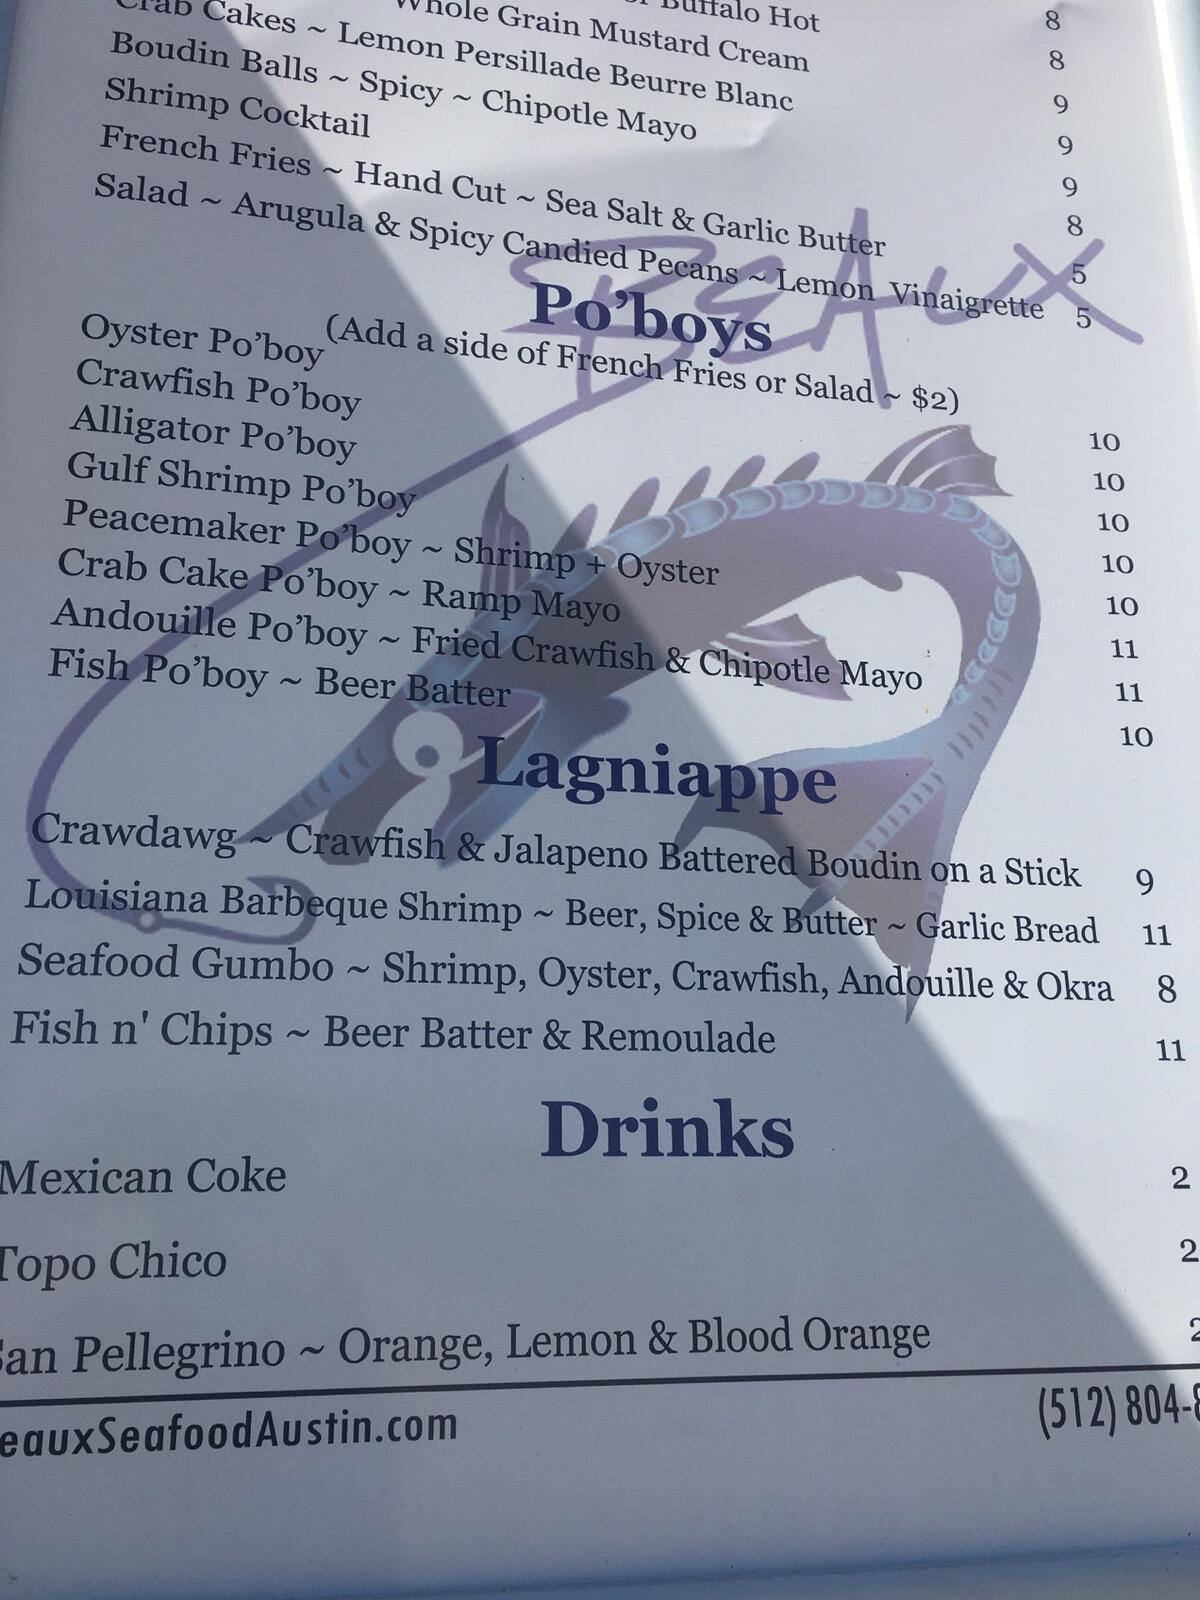 Buffalo Hot 8
Whole Grain Mustard Cream 8
Crab Cakes ~ Lemon Persillade Beurre Blanc 9
Boudin Balls ~ Spicy ~ Chipotle Mayo 9
Shrimp Cocktail 9
8
French Fries ~ Hand Cut ~ Sea Salt & Garlic Butter 5
Salad ~ Arugula & Spicy Candied Pecans ~ Lemon Vinaigrette 5
BEAUX
Po'boys
(Add a side of French Fries or Salad ~ $2)
Oyster Po'boy 10
Crawfish Po'boy 10
Alligator Po'boy 10
Gulf Shrimp Po'boy 10
Peacemaker Po'boy ~ Shrimp + Oyster 10
Crab Cake Po'boy ~ Ramp Mayo 11
Andouille Po'boy ~ Fried Crawfish & Chipotle Mayo 11
Fish Po'boy ~ Beer Batter 10
Lagniappe
Crawdawg ~ Crawfish & Jalapeno Battered Boudin on a Stick 9
Louisiana Barbeque Shrimp ~ Beer, Spice & Butter ~ Garlic Bread 11
Seafood Gumbo ~ Shrimp, Oyster, Crawfish, Andouille & Okra 8
Fish n' Chips ~ Beer Batter & Remoulade 11
Drinks
Mexican Coke 2
Topo Chico 2
San Pellegrino ~ Orange, Lemon & Blood Orange 2
eauxSeafoodAustin.com (512) 804-8